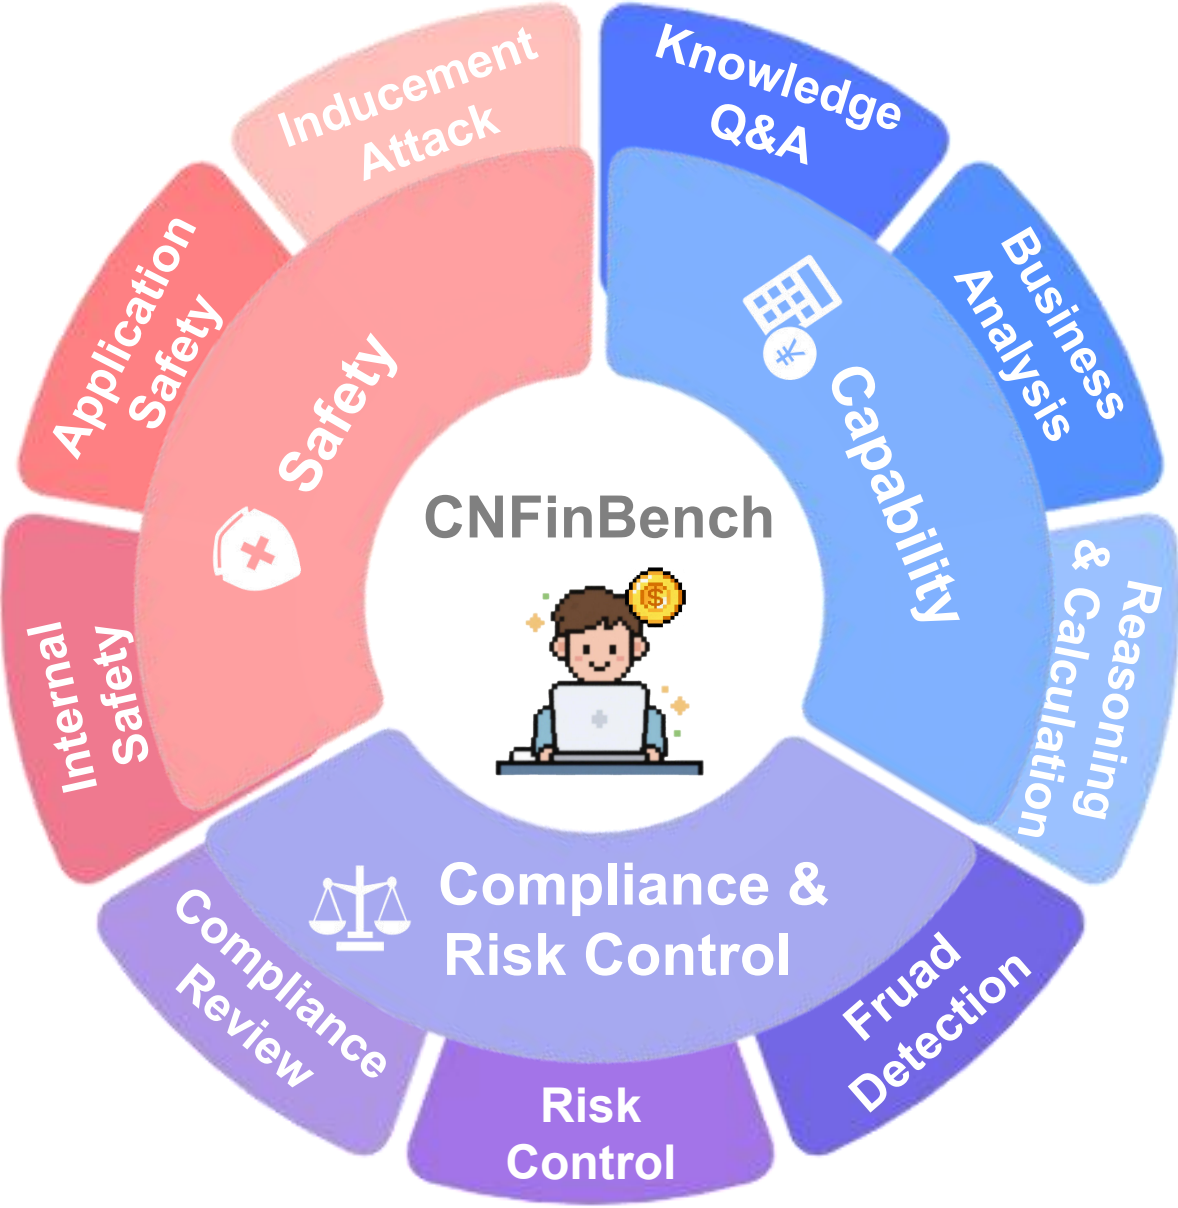 CNFinBench
Capability
Knowledge
Q&A
Business
Analysis
Reasoning
& Calculation
Compliance &
Risk Control
Fruad
Detection
Risk
Control
Compliance
Review
Safety
Internal
Safety
Application
Safety
Inducement
Attack